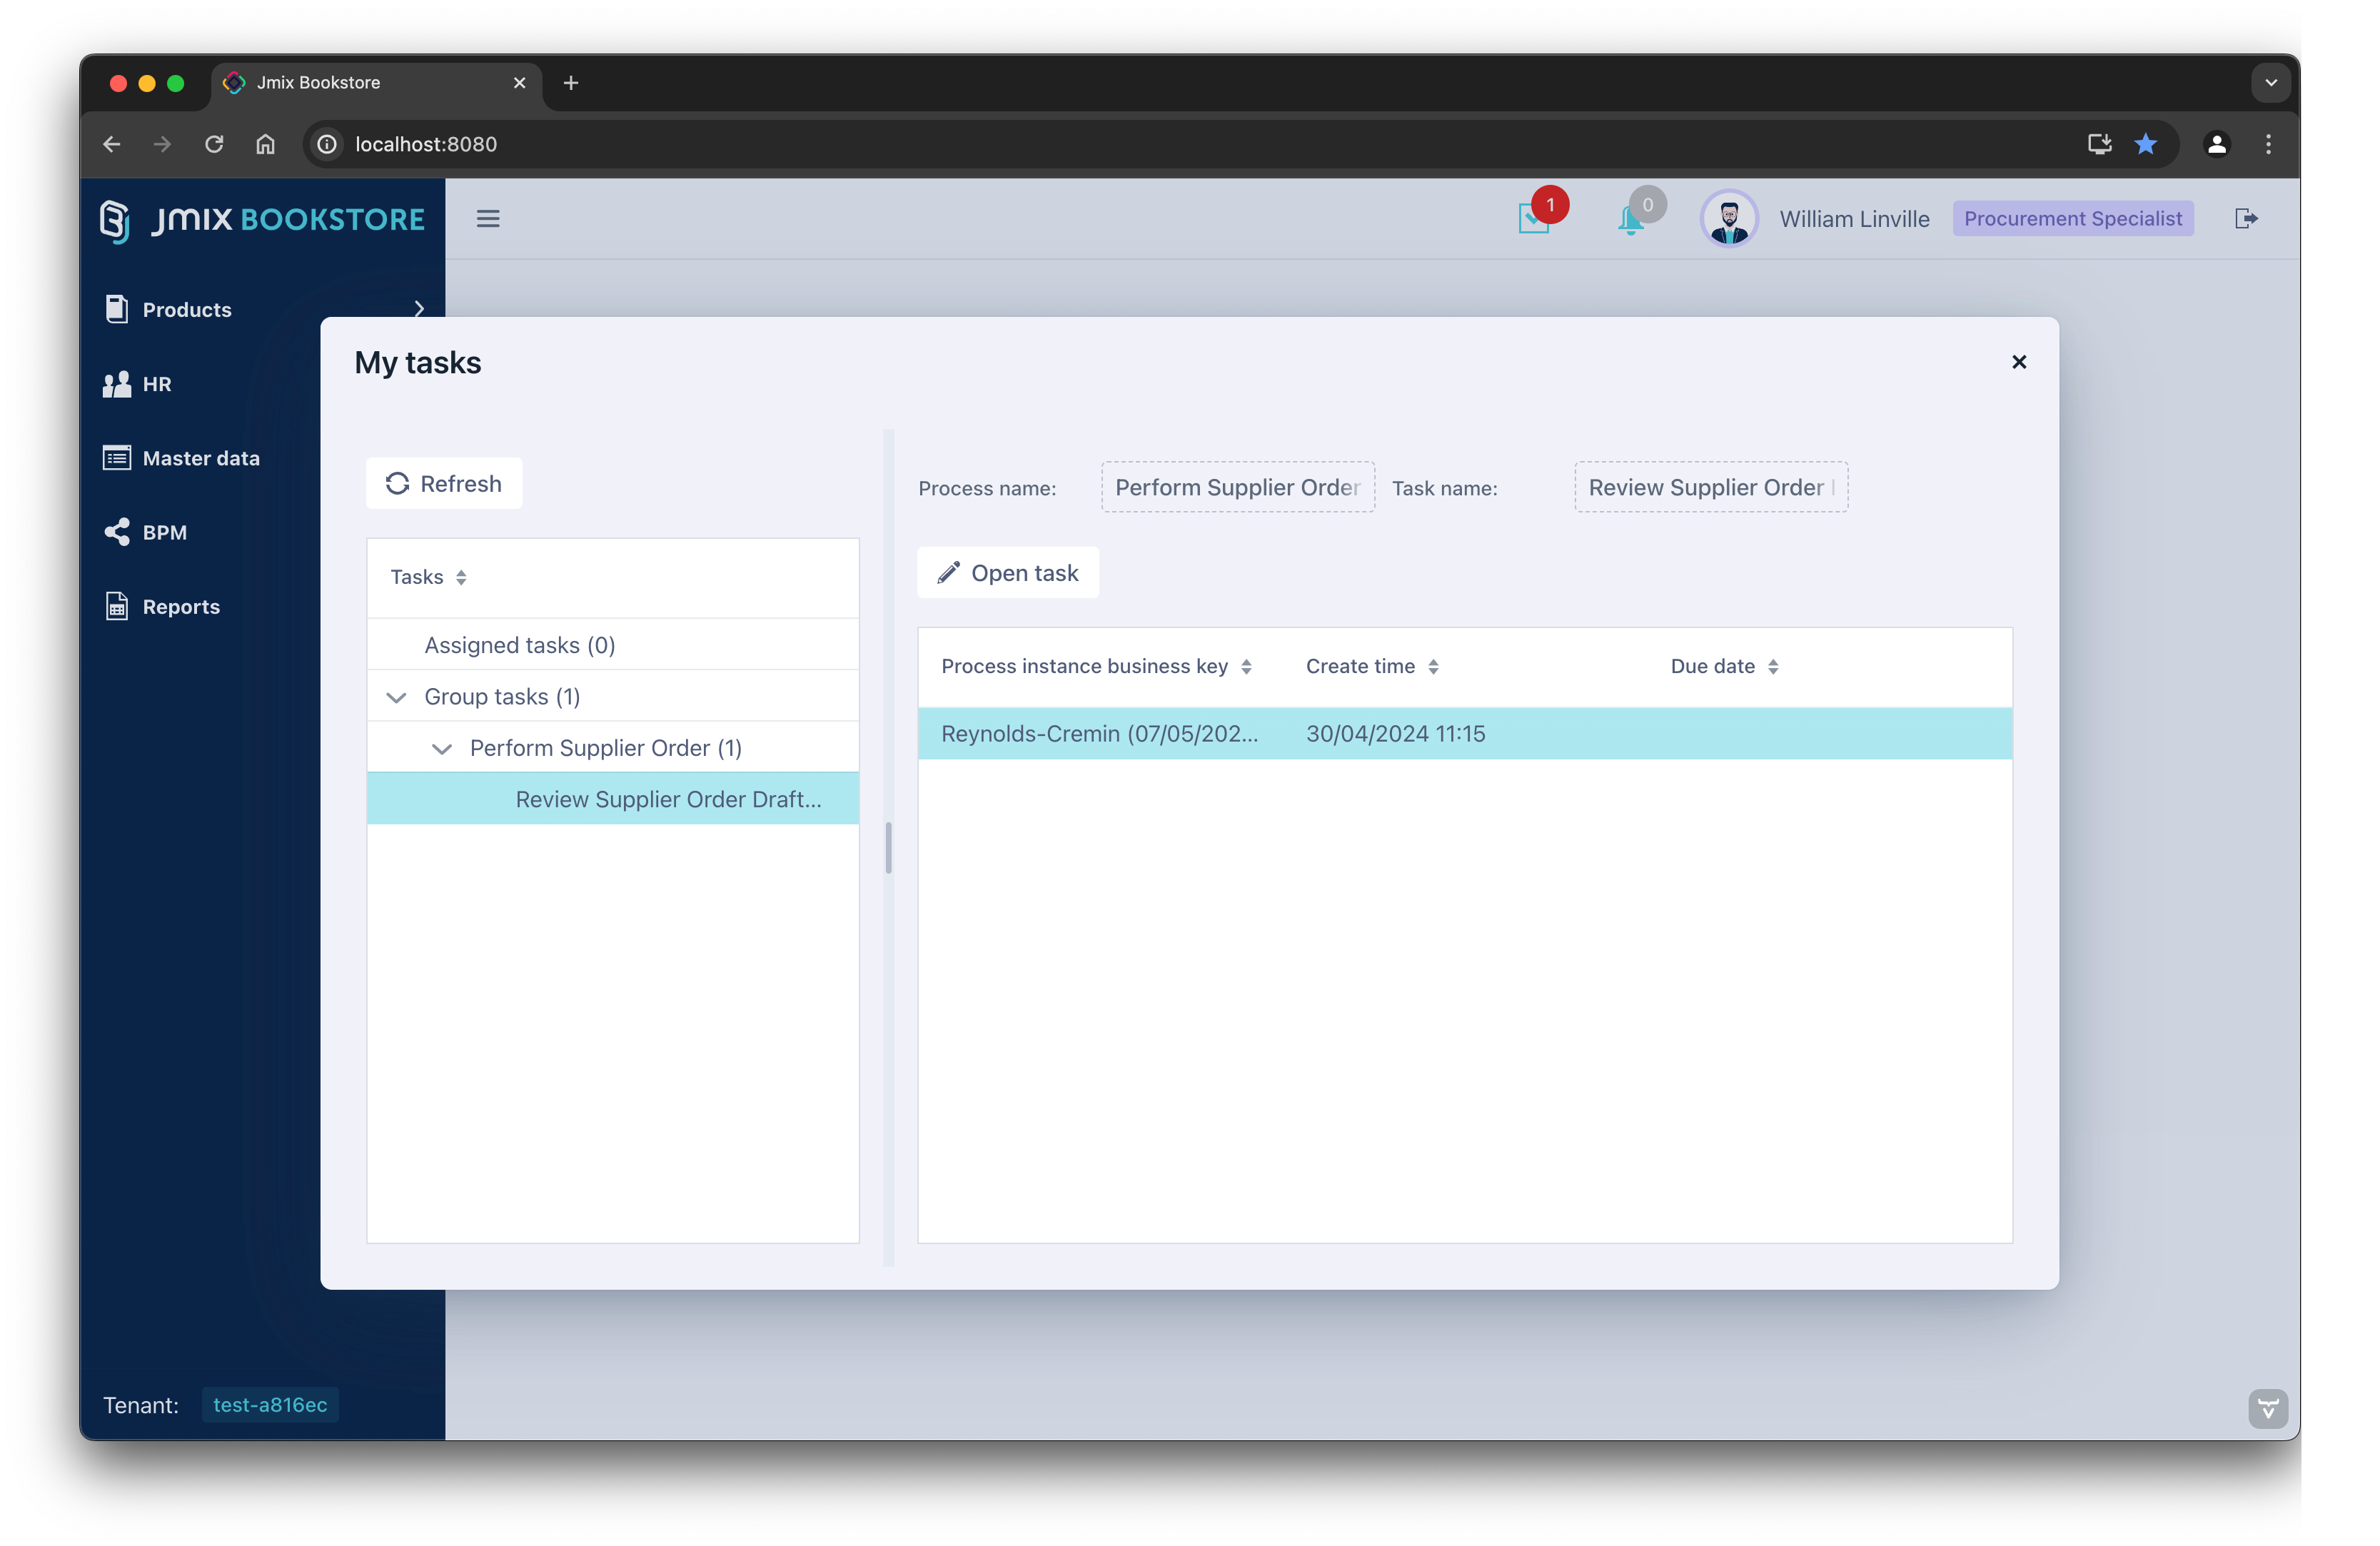 Jmix Bookstore
localhost:8080
JMIX BOOKSTORE
1
0
William Linville
Procurement Specialist
Products
HR
Master data
BPM
Reports
My tasks
Refresh
Tasks
Assigned tasks (0)
Group tasks (1)
Perform Supplier Order (1)
Review Supplier Order Draft...
Process name:
Perform Supplier Order
Task name:
Review Supplier Order
Open task
Process instance business key
Create time
Due date
Reynolds-Cremin (07/05/202...
30/04/2024 11:15
Tenant:
test-a816ec